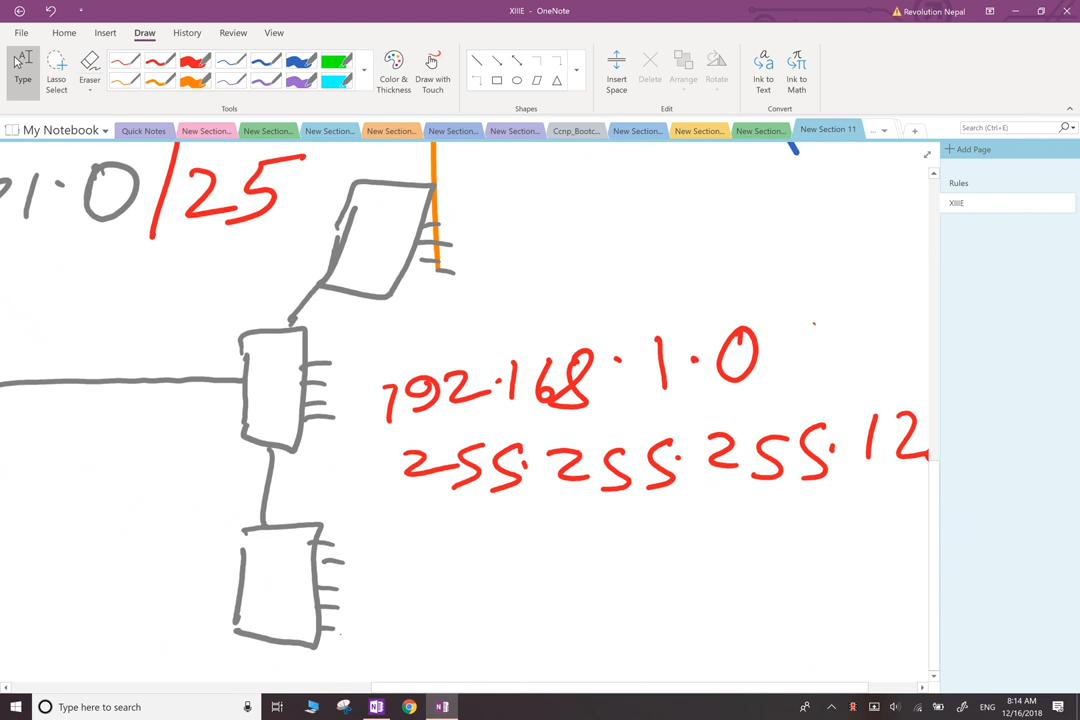 XIIIE - OneNote
Revolution Nepal
File Home Insert Draw History Review View
Type
Lasso Select
Eraser
Color & Thickness
Draw with Touch
Insert Space
Delete
Arrange
Rotate
Ink to Text
Ink to Math
Tools
Shapes
Edit
Convert
My Notebook
Quick Notes
New Section...
New Section...
New Section...
New Section...
New Section...
New Section...
Ccnp_Bootc...
New Section...
New Section...
New Section...
New Section 11
...
Search (Ctrl+E)
Add Page
Rules
XIIIE
1.0/25
192.168.1.0
255.255.255.12
Type here to search
ENG
8:14 AM
12/16/2018